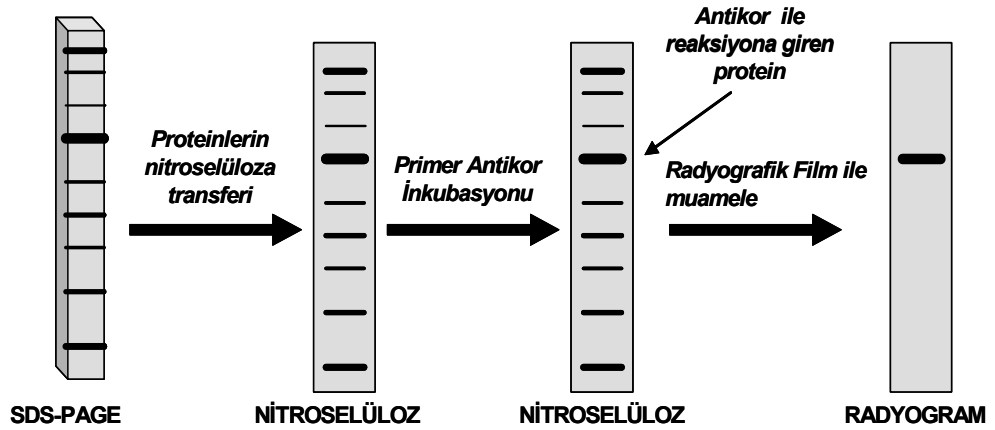 Antikor ile
reaksiyona giren
protein
Proteinlerin
nitroselüloza
transferi
Primer Antikor
İnkubasyonu
Radyografik Film ile
muamele
SDS-PAGE
NİTROSELÜLOZ
NİTROSELÜLOZ
RADYOGRAM